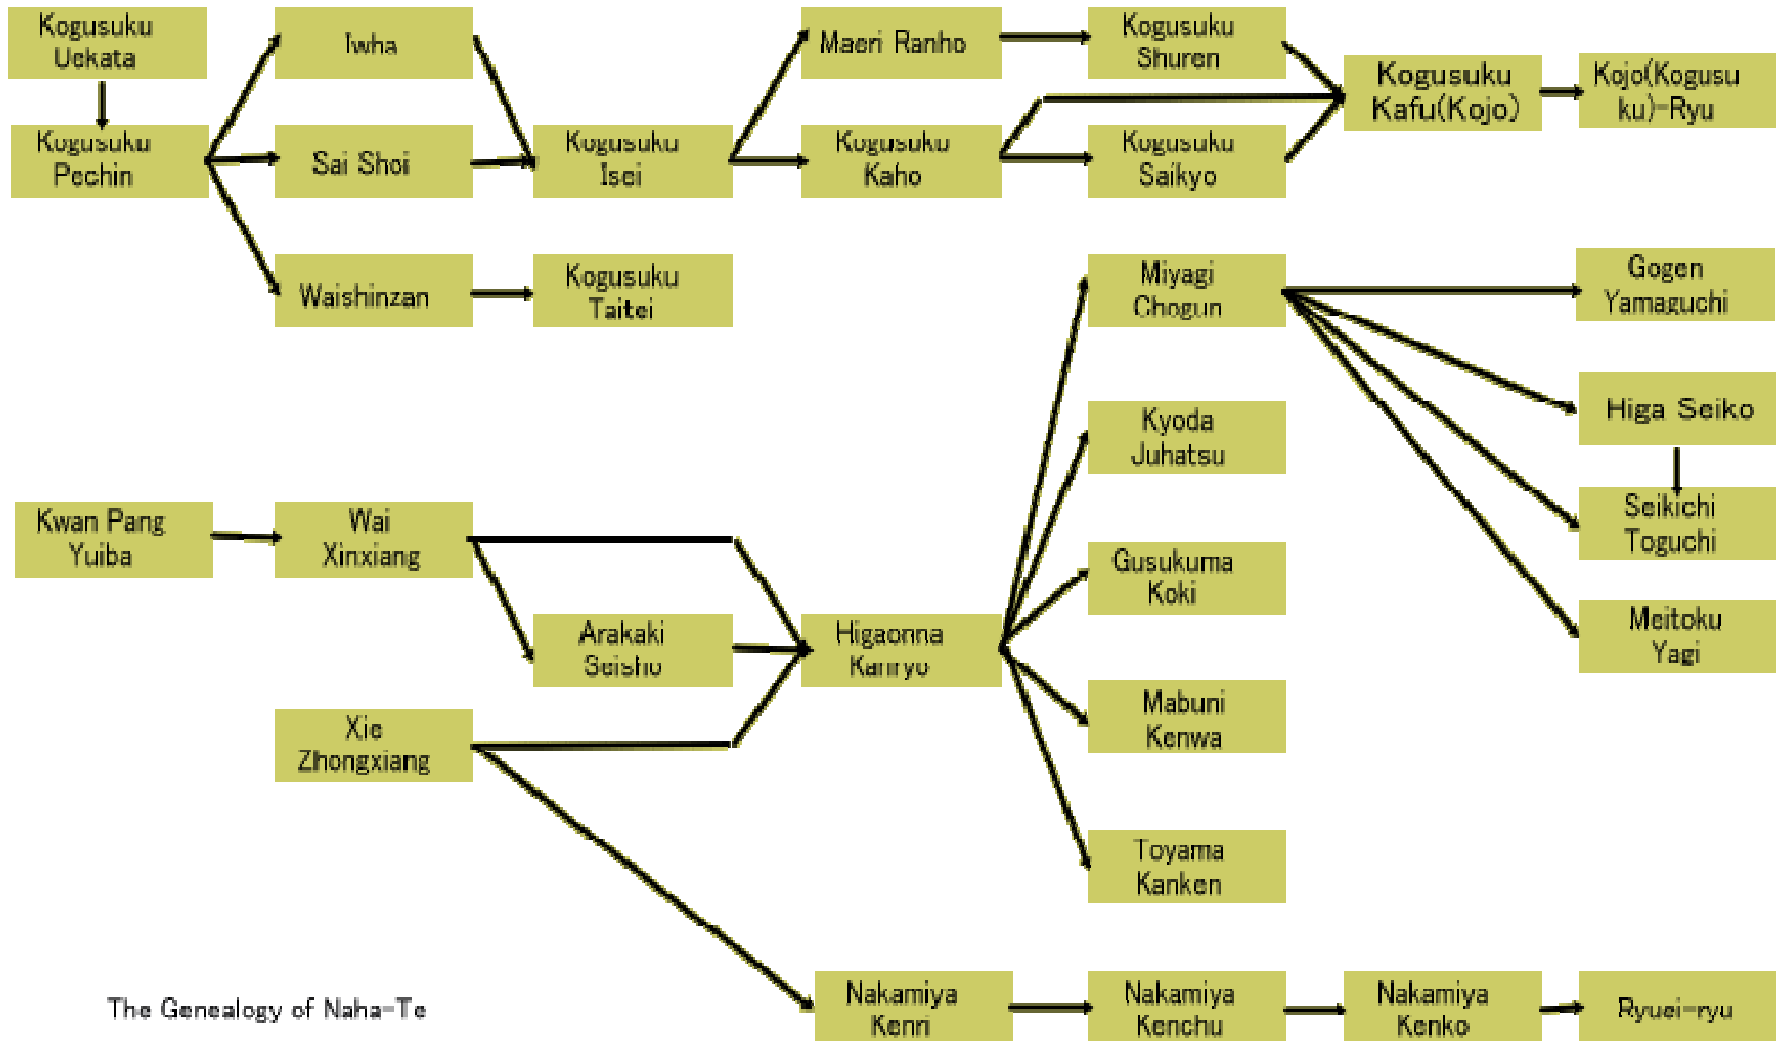 Kogusuku
Uekata
Iwha
Maeri Ranho
Kogusuku
Shuren
Kogusuku
Kafu(Kojo)
Kojo(Kogusu
ku)-Ryu
Kogusuku
Pechin
Sai Shoi
Kogusuku
Isei
Kogusuku
Kaho
Kogusuku
Saikyo
Waishinzan
Kogusuku
Taitei
Miyagi
Chogun
Gogen
Yamaguchi
Higa Seiko
Kyoda
Juhatsu
Seikichi
Toguchi
Kwan Pang
Yuiba
Wai
Xinxiang
Gusukuma
Koki
Arakaki
Seisho
Higaonna
Kanryo
Meitoku
Yagi
Xie
Zhongxiang
Mabuni
Kenwa
Toyama
Kanken
Nakamiya
Kenri
Nakamiya
Kenchu
Nakamiya
Kenko
Ryuei-ryu
The Genealogy of Naha-Te